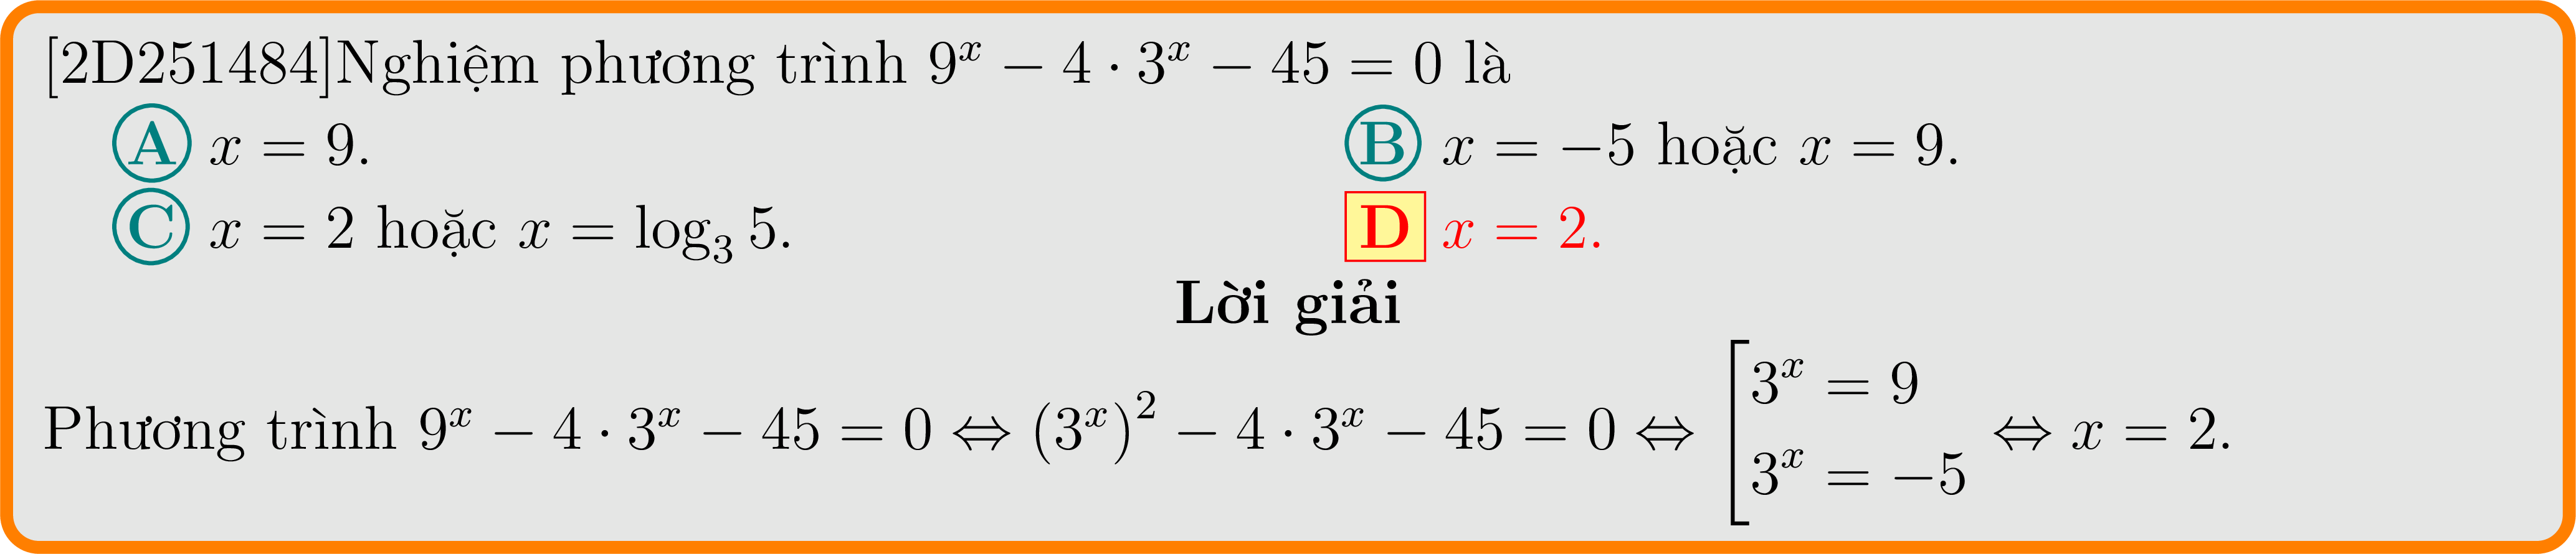 [2D251484]Nghiệm phương trình $9^x - 4 \cdot 3^x - 45 = 0$ là
A $x = 9$. B $x = -5$ hoặc $x = 9$.
C $x = 2$ hoặc $x = \log_3 5$. D $x = 2$.
Lời giải
Phương trình $9^x - 4 \cdot 3^x - 45 = 0 \Leftrightarrow (3^x)^2 - 4 \cdot 3^x - 45 = 0 \Leftrightarrow \left[\begin{array}{l} 3^x = 9 \\ 3^x = -5 \end{array}\right. \Leftrightarrow x = 2$.